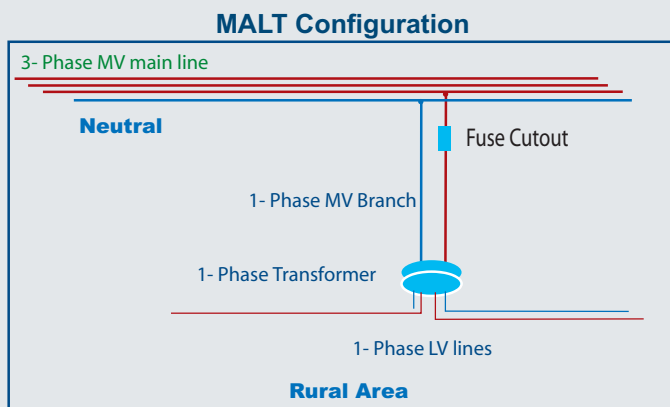 MALT Configuration
3- Phase MV main line
Neutral
Fuse Cutout
1- Phase MV Branch
1- Phase Transformer
1- Phase LV lines
Rural Area